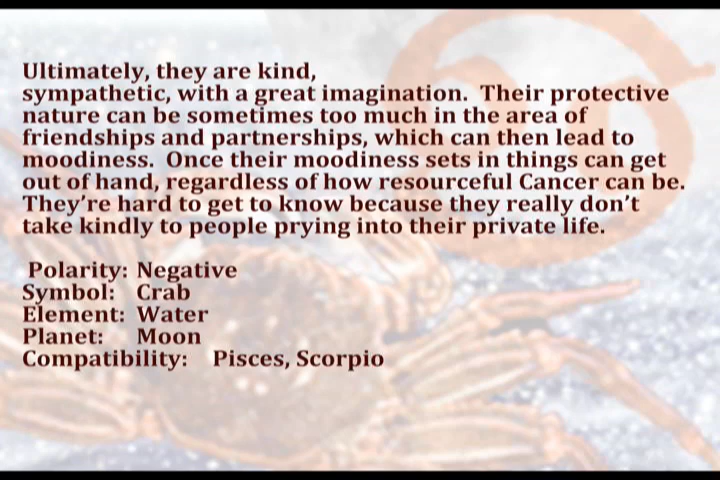 Ultimately, they are kind,
sympathetic, with a great imagination.  Their protective
nature can be sometimes too much in the area of
friendships and partnerships, which can then lead to
moodiness.  Once their moodiness sets in things can get
out of hand, regardless of how resourceful Cancer can be.
They're hard to get to know because they really don't
take kindly to people prying into their private life.
Polarity: Negative
Symbol: Crab
Element: Water
Planet: Moon
Compatibility: Pisces, Scorpio